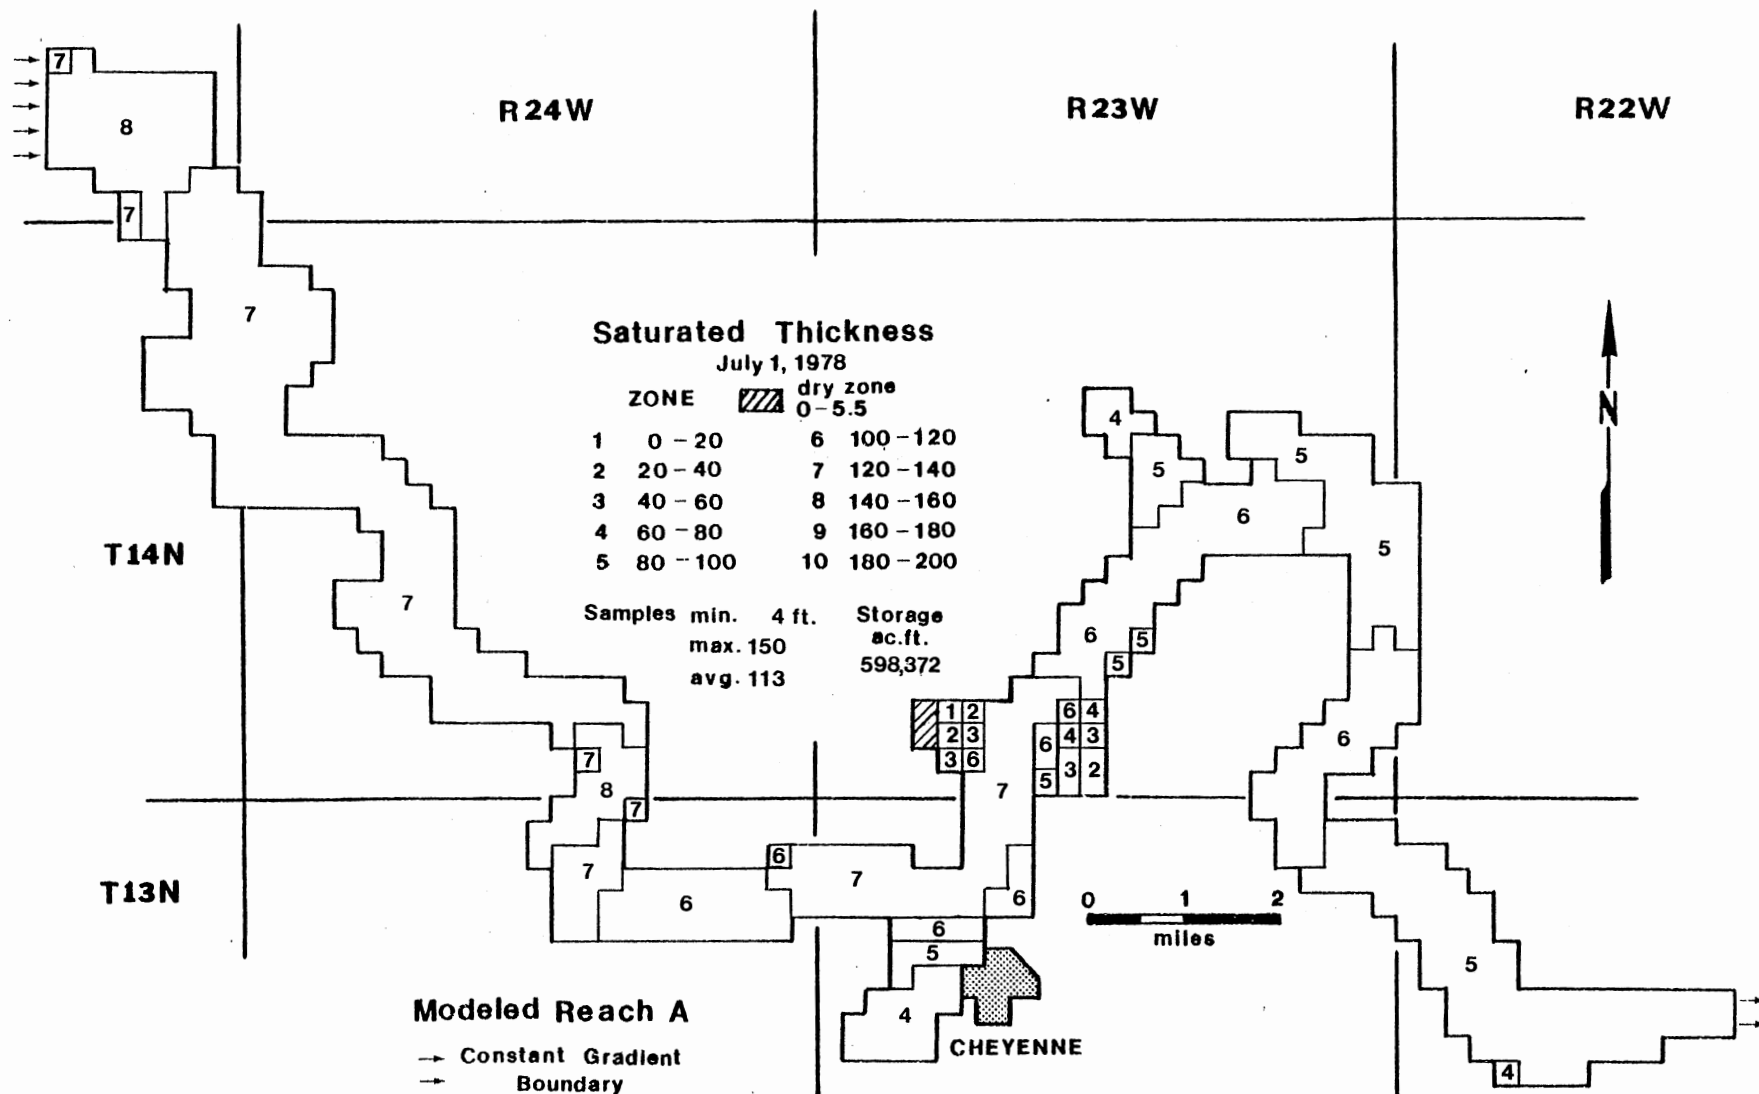 7
8
R24W
R23W
R22W
7
7
Saturated Thickness
July 1, 1978
ZONE dry zone
0-5.5
1 0-20 6 100-120
2 20-40 7 120-140
3 40-60 8 140-160
4 60-80 9 160-180
5 80-100 10 180-200
Samples min. 4 ft. Storage
max. 150 ac.ft.
avg. 113 598,372
N
4
5
5
6
5
T14N
7
6
5
5
1 2 6 4
2 3 6 4 3
3 6 5 3 2
6
7
8
7
7
T13N
7
6
6
7
6
0 1 2
miles
6
5
4
5
4
CHEYENNE
Modeled Reach A
Constant Gradient
Boundary